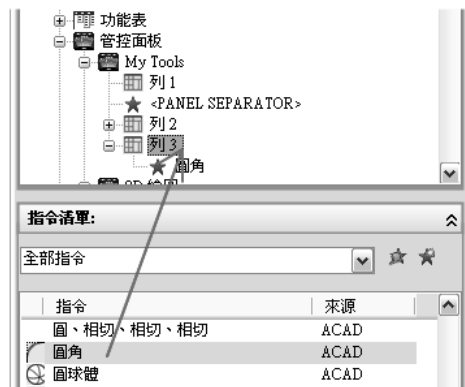 功能表
管控面板
My Tools
列 1
<PANEL SEPARATOR>
列 2
列 3
圓角
指令清單:
全部指令
指令 來源
圓、相切、相切、相切 ACAD
圓角 ACAD
圓球體 ACAD